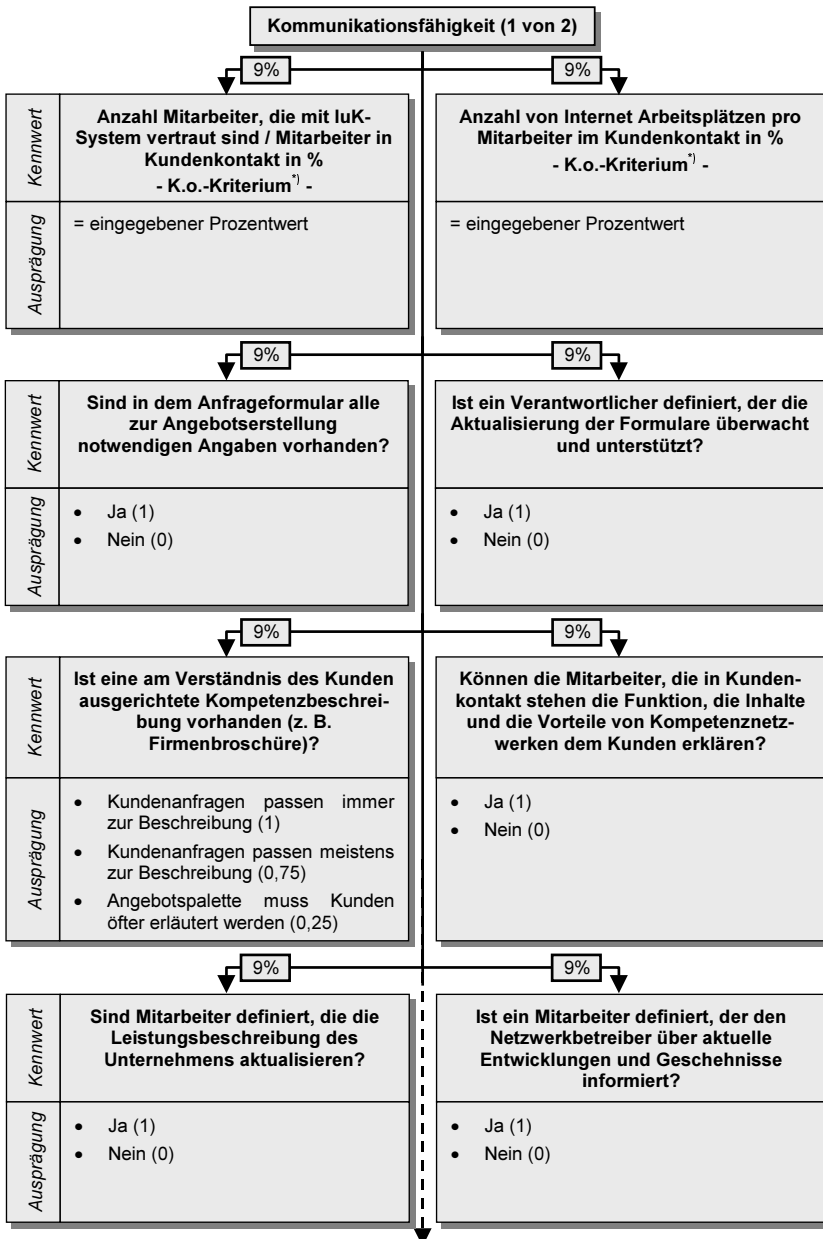 Kommunikationsfähigkeit (1 von 2)
9%
9%
Kennwert
Anzahl Mitarbeiter, die mit IuK-
System vertraut sind / Mitarbeiter in
Kundenkontakt in %
- K.o.-Kriterium*) -
Ausprägung
= eingegebener Prozentwert
Kennwert
Anzahl von Internet Arbeitsplätzen pro
Mitarbeiter im Kundenkontakt in %
- K.o.-Kriterium*) -
Ausprägung
= eingegebener Prozentwert
9%
9%
Kennwert
Sind in dem Anfrageformular alle
zur Angebotserstellung
notwendigen Angaben vorhanden?
Ausprägung
• Ja (1)
• Nein (0)
Kennwert
Ist ein Verantwortlicher definiert, der die
Aktualisierung der Formulare überwacht
und unterstützt?
Ausprägung
• Ja (1)
• Nein (0)
9%
9%
Kennwert
Ist eine am Verständnis des Kunden
ausgerichtete Kompetenzbeschrei-
bung vorhanden (z. B.
Firmenbroschüre)?
Ausprägung
• Kundenanfragen passen immer
zur Beschreibung (1)
• Kundenanfragen passen meistens
zur Beschreibung (0,75)
• Angebotspalette muss Kunden
öfter erläutert werden (0,25)
Kennwert
Können die Mitarbeiter, die in Kunden-
kontakt stehen die Funktion, die Inhalte
und die Vorteile von Kompetenznetz-
werken dem Kunden erklären?
Ausprägung
• Ja (1)
• Nein (0)
9%
9%
Kennwert
Sind Mitarbeiter definiert, die die
Leistungsbeschreibung des
Unternehmens aktualisieren?
Ausprägung
• Ja (1)
• Nein (0)
Kennwert
Ist ein Mitarbeiter definiert, der den
Netzwerkbetreiber über aktuelle
Entwicklungen und Geschehnisse
informiert?
Ausprägung
• Ja (1)
• Nein (0)